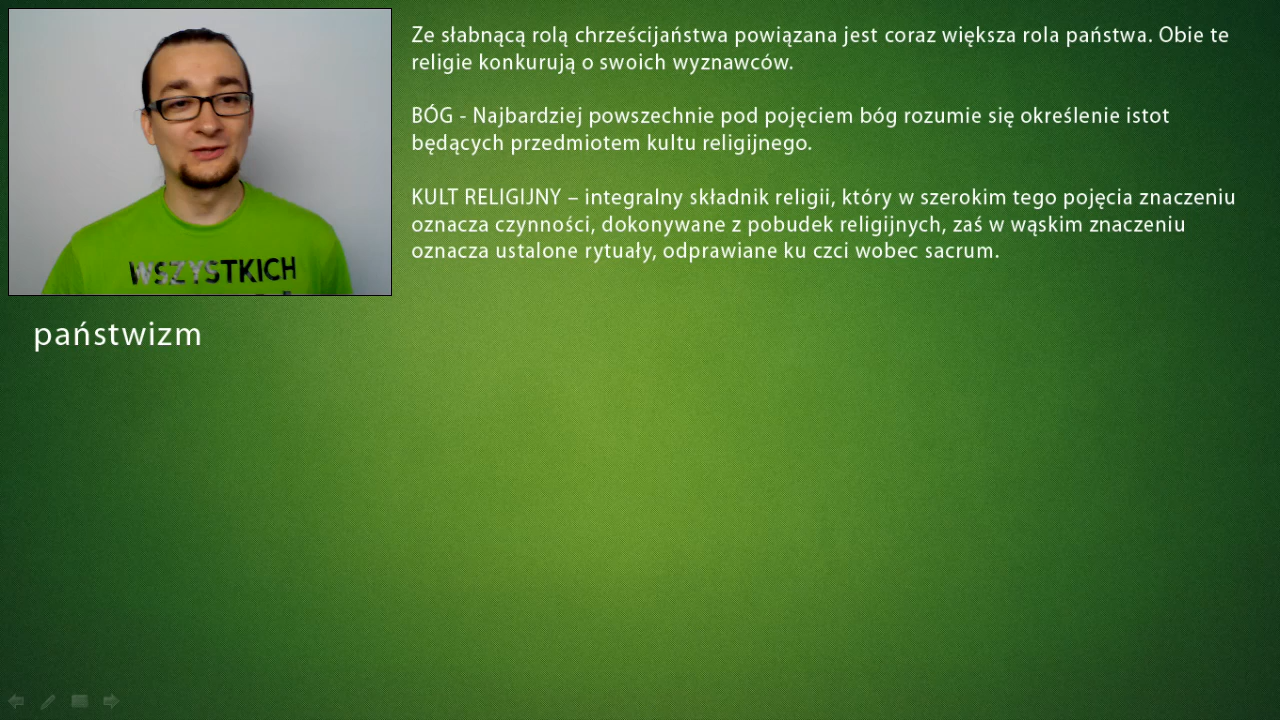 Ze słabnącą rolą chrześcijaństwa powiązana jest coraz większa rola państwa. Obie te
religie konkurują o swoich wyznawców.
BÓG - Najbardziej powszechnie pod pojęciem bóg rozumie się określenie istot
będących przedmiotem kultu religijnego.
KULT RELIGIJNY – integralny składnik religii, który w szerokim tego pojęcia znaczeniu
oznacza czynności, dokonywane z pobudek religijnych, zaś w wąskim znaczeniu
oznacza ustalone rytuały, odprawiane ku czci wobec sacrum.
WSZYSTKICH
państwizm